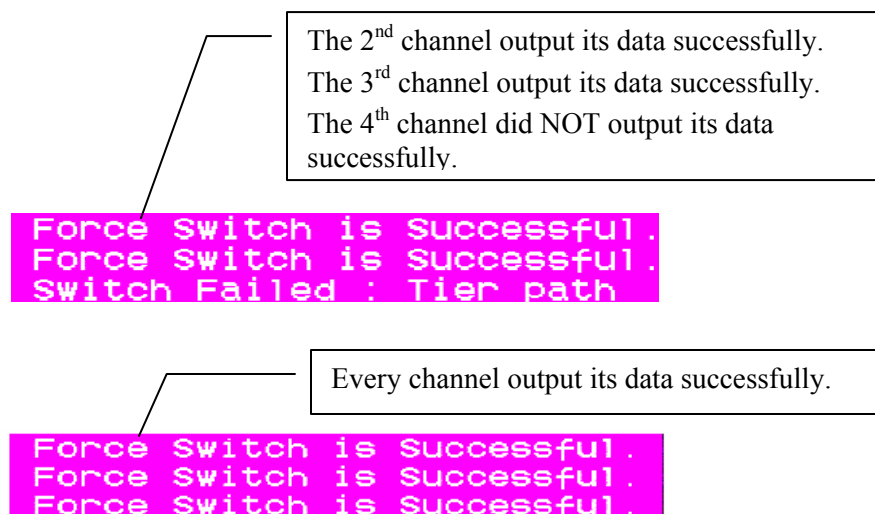 The 2nd channel output its data successfully.
The 3rd channel output its data successfully.
The 4th channel did NOT output its data
successfully.
Force Switch is Successful.
Force Switch is Successful.
Switch Failed : Tier path
Every channel output its data successfully.
Force Switch is Successful.
Force Switch is Successful.
Force Switch is Successful.